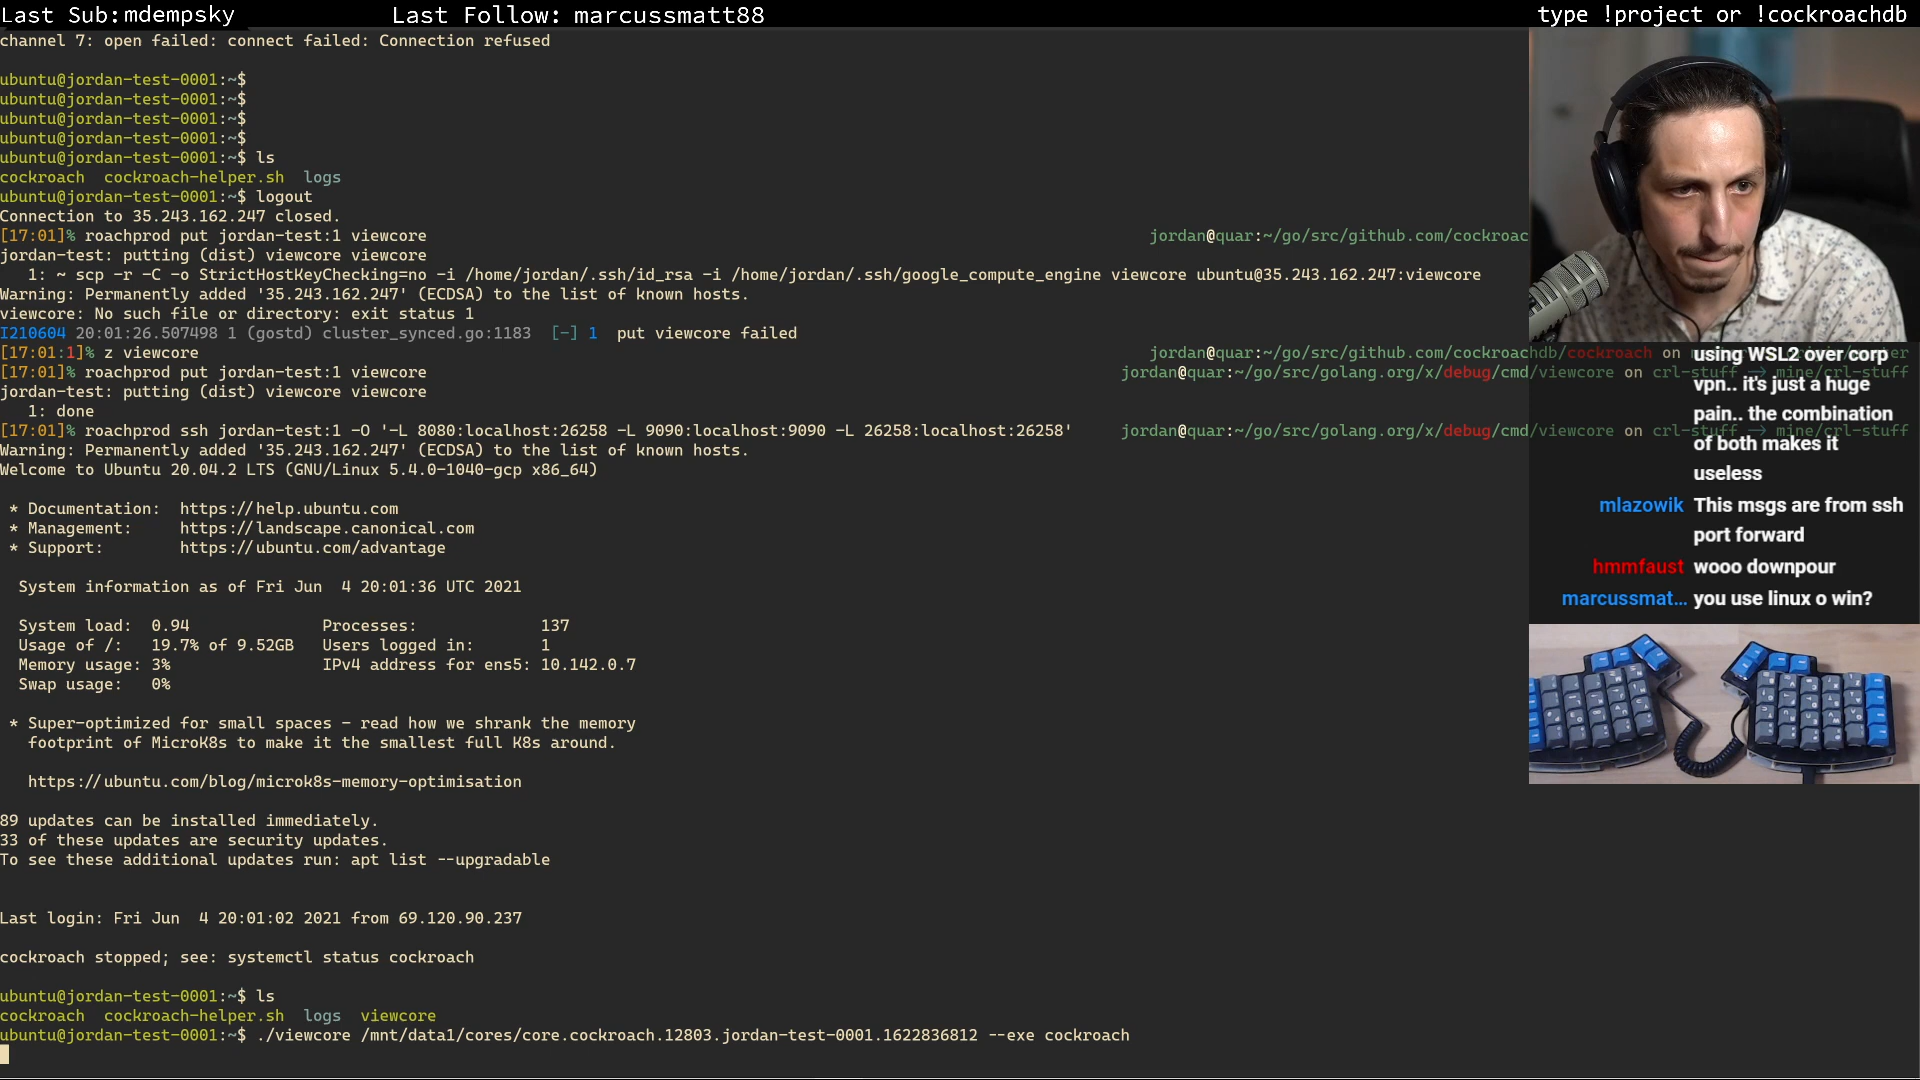 Last Sub:mdempsky Last Follow: marcussmatt88 type !project or !cockroachdb
channel 7: open failed: connect failed: Connection refused
ubuntu@jordan-test-0001:~$
ubuntu@jordan-test-0001:~$
ubuntu@jordan-test-0001:~$
ubuntu@jordan-test-0001:~$
ubuntu@jordan-test-0001:~$ ls
cockroach cockroach-helper.sh logs
ubuntu@jordan-test-0001:~$ logout
Connection to 35.243.162.247 closed.
[17:01]% roachprod put jordan-test:1 viewcore jordan@quar:~/go/src/github.com/cockroac
jordan-test: putting (dist) viewcore viewcore
1: ~ scp -r -C -o StrictHostKeyChecking=no -i /home/jordan/.ssh/id_rsa -i /home/jordan/.ssh/google_compute_engine viewcore ubuntu@35.243.162.247:viewcore
Warning: Permanently added '35.243.162.247' (ECDSA) to the list of known hosts.
viewcore: No such file or directory: exit status 1
I210604 20:01:26.507498 1 (gostd) cluster_synced.go:1183 [-] 1 put viewcore failed
[17:01:1]% z viewcore jordan@quar:~/go/src/github.com/cockroachdb/cockroach on
[17:01]% roachprod put jordan-test:1 viewcore jordan@quar:~/go/src/golang.org/x/debug/cmd/viewcore on crl-stuff → mine/crl-stuff
jordan-test: putting (dist) viewcore viewcore
1: done
[17:01]% roachprod ssh jordan-test:1 -O '-L 8080:localhost:26258 -L 9090:localhost:9090 -L 26258:localhost:26258' jordan@quar:~/go/src/golang.org/x/debug/cmd/viewcore on crl-stuff → mine/crl-stuff
Warning: Permanently added '35.243.162.247' (ECDSA) to the list of known hosts.
Welcome to Ubuntu 20.04.2 LTS (GNU/Linux 5.4.0-1040-gcp x86_64)
* Documentation: https://help.ubuntu.com
* Management: https://landscape.canonical.com
* Support: https://ubuntu.com/advantage
System information as of Fri Jun 4 20:01:36 UTC 2021
System load: 0.94 Processes: 137
Usage of /: 19.7% of 9.52GB Users logged in: 1
Memory usage: 3% IPv4 address for ens5: 10.142.0.7
Swap usage: 0%
* Super-optimized for small spaces - read how we shrank the memory
footprint of MicroK8s to make it the smallest full K8s around.
https://ubuntu.com/blog/microk8s-memory-optimisation
89 updates can be installed immediately.
33 of these updates are security updates.
To see these additional updates run: apt list --upgradable
Last login: Fri Jun 4 20:01:02 2021 from 69.120.90.237
cockroach stopped; see: systemctl status cockroach
ubuntu@jordan-test-0001:~$ ls
cockroach cockroach-helper.sh logs viewcore
ubuntu@jordan-test-0001:~$ ./viewcore /mnt/data1/cores/core.cockroach.12803.jordan-test-0001.1622836812 --exe cockroach
using WSL2 over corp
vpn.. it's just a huge
pain.. the combination
of both makes it
useless
mlazowik This msgs are from ssh
port forward
hmmfaust wooo downpour
marcussmat... you use linux o win?